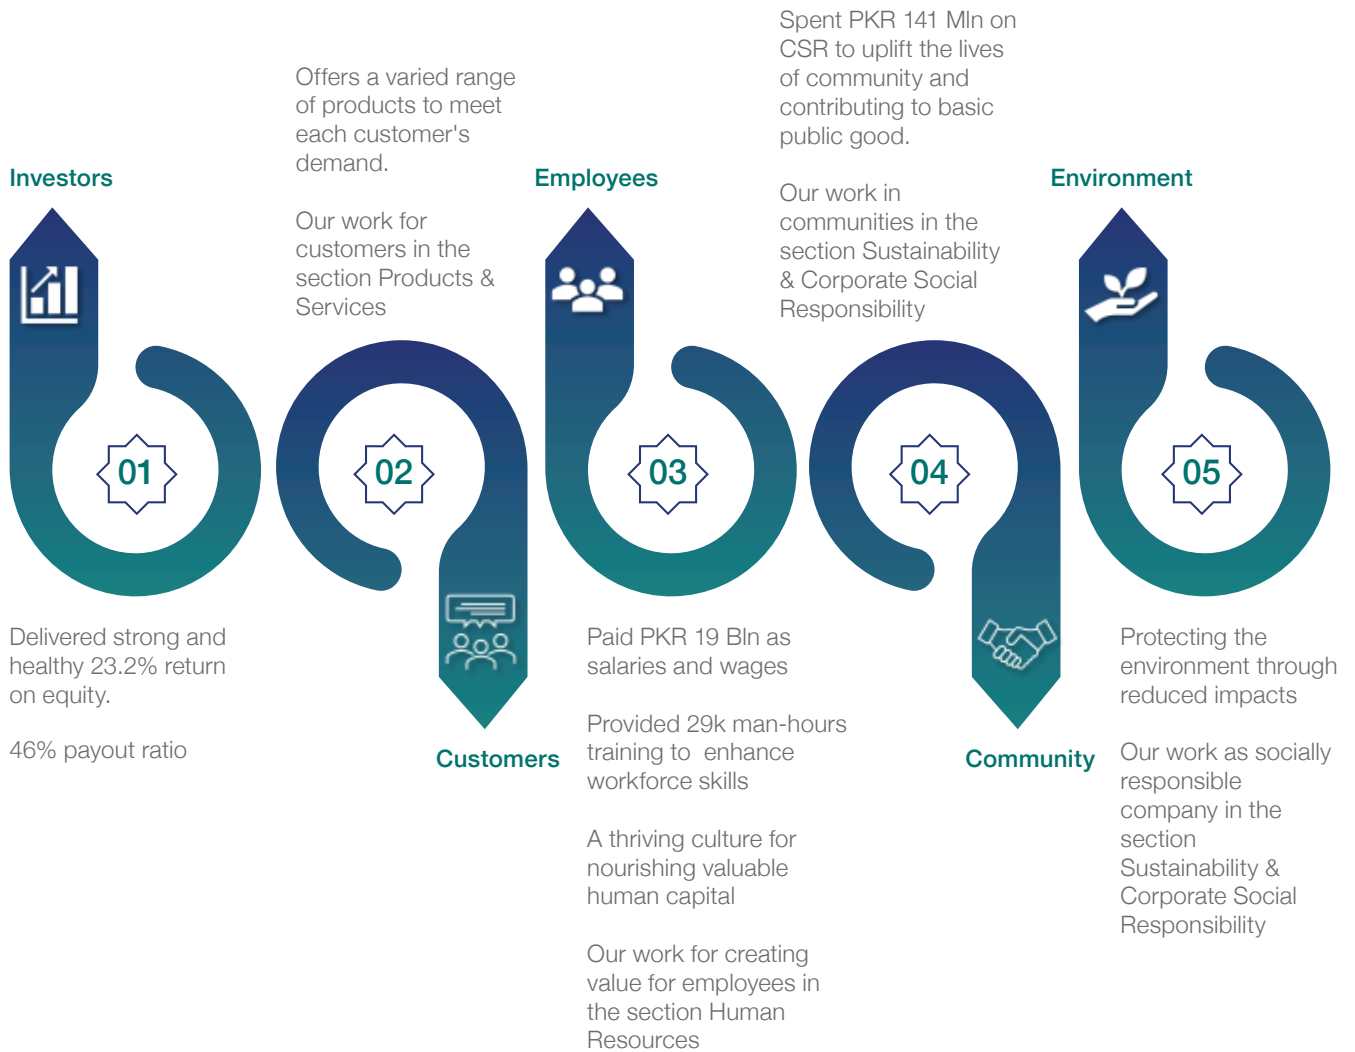 Investors
01
Delivered strong and
healthy 23.2% return
on equity.
46% payout ratio
Offers a varied range
of products to meet
each customer's
demand.
Our work for
customers in the
section Products &
Services
02
Customers
Employees
03
Paid PKR 19 Bln as
salaries and wages
Provided 29k man-hours
training to  enhance
workforce skills
A thriving culture for
nourishing valuable
human capital
Our work for creating
value for employees in
the section Human
Resources
Spent PKR 141 Mln on
CSR to uplift the lives
of community and
contributing to basic
public good.
Our work in
communities in the
section Sustainability
& Corporate Social
Responsibility
04
Community
Environment
05
Protecting the
environment through
reduced impacts
Our work as socially
responsible
company in the
section
Sustainability &
Corporate Social
Responsibility